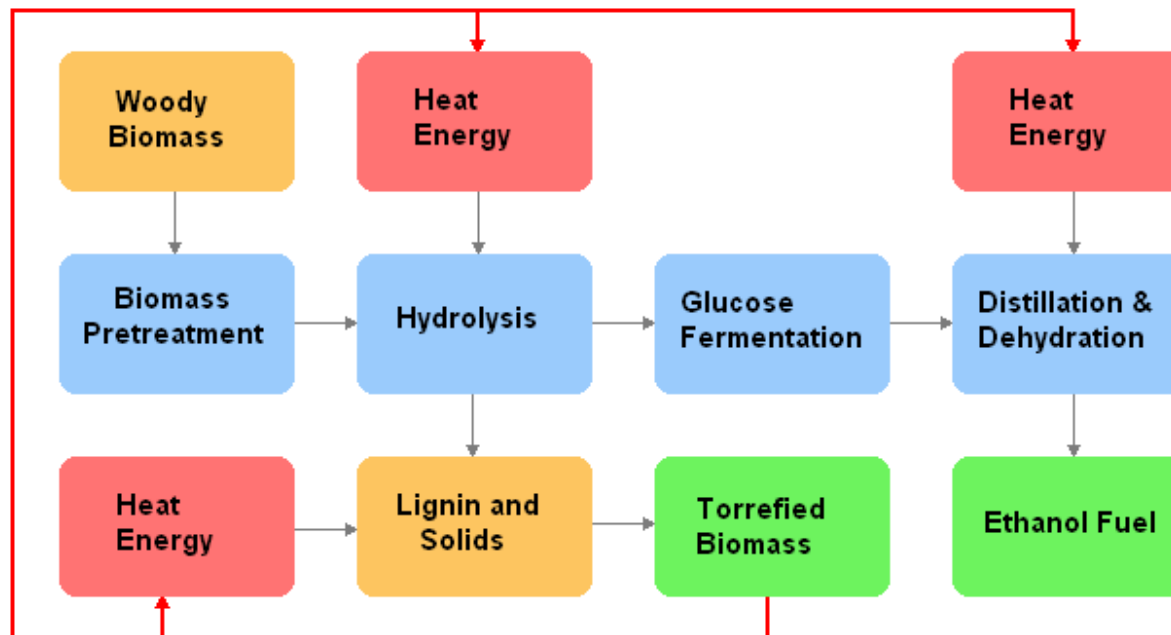 Woody
Biomass
Heat
Energy
Heat
Energy
Biomass
Pretreatment
Hydrolysis
Glucose
Fermentation
Distillation &
Dehydration
Heat
Energy
Lignin and
Solids
Torrefied
Biomass
Ethanol Fuel